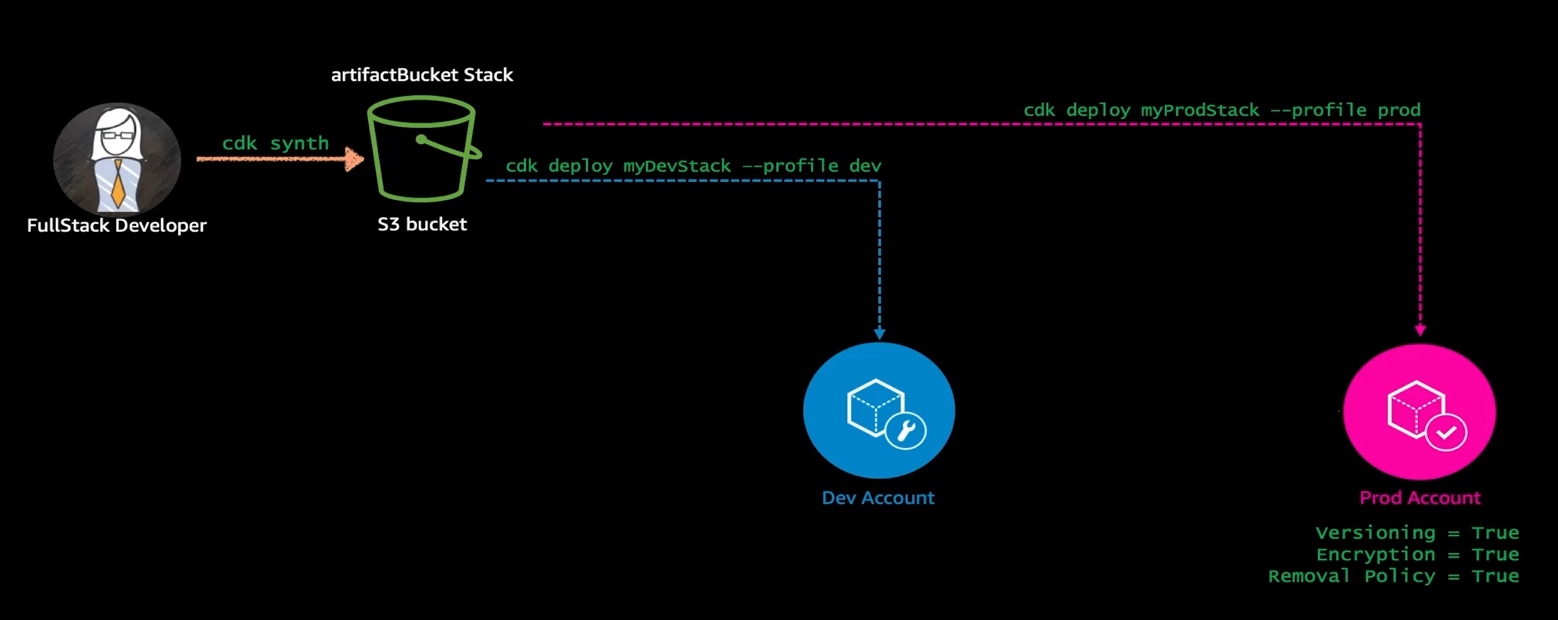 artifactBucket Stack
cdk deploy myProdStack --profile prod
cdk synth
cdk deploy myDevStack --profile dev
FullStack Developer
S3 bucket
Dev Account
Prod Account
Versioning = True
Encryption = True
Removal Policy = True